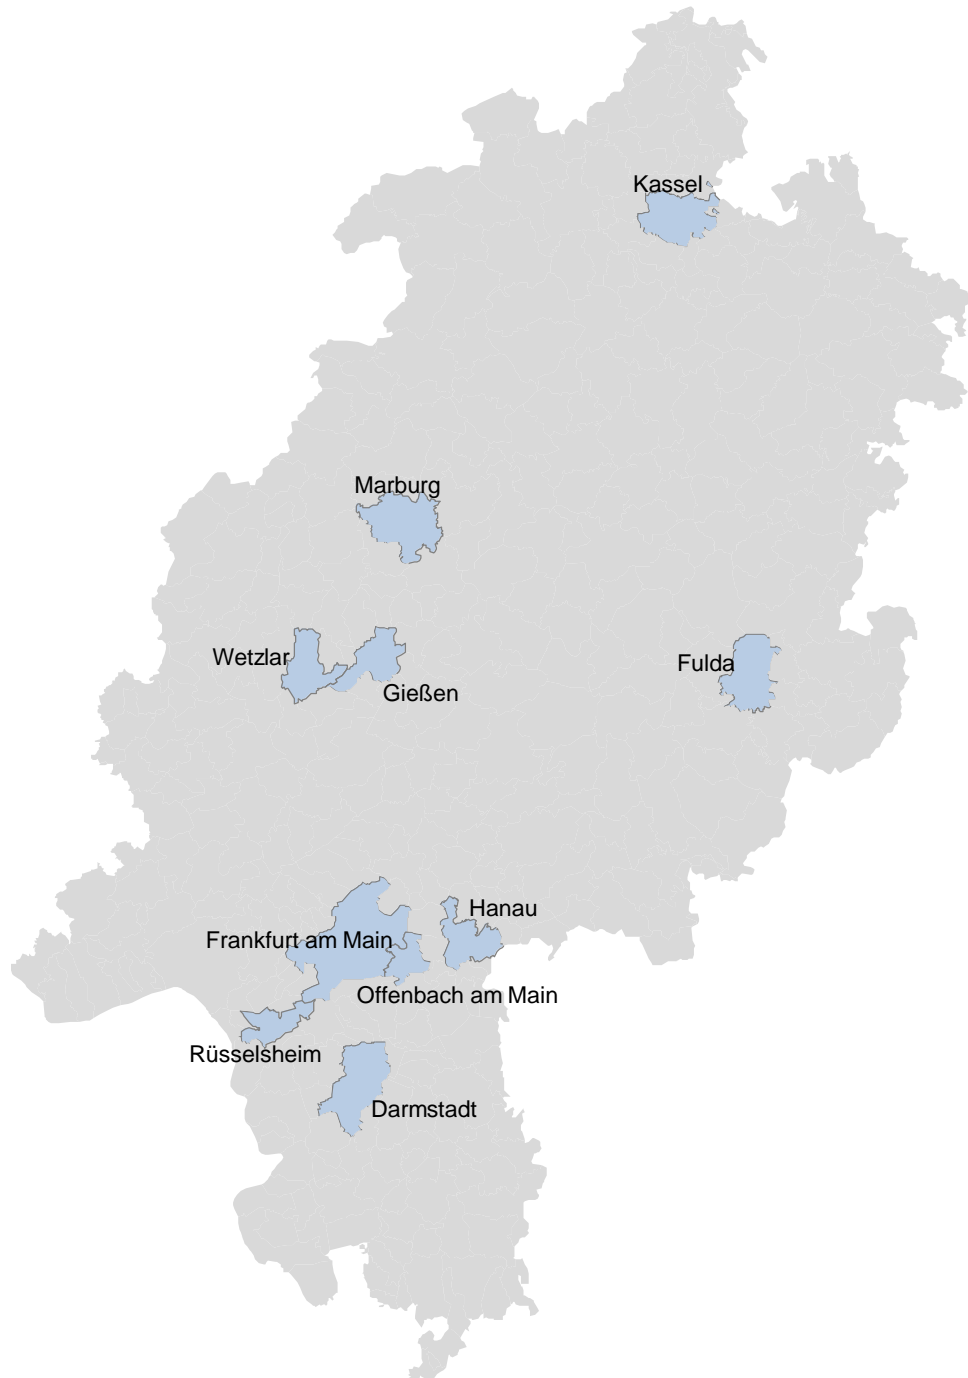 Kassel
Marburg
Wetzlar
Fulda
Gießen
Hanau
Frankfurt am Main
Offenbach am Main
Rüsselsheim
Darmstadt